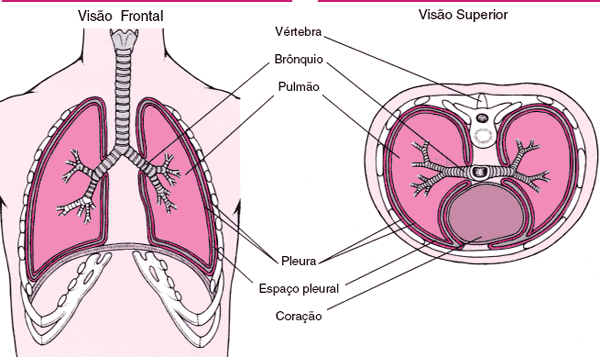 Visão Frontal
Visão Superior
Vértebra
Brônquio
Pulmão
Pleura
Espaço pleural
Coração